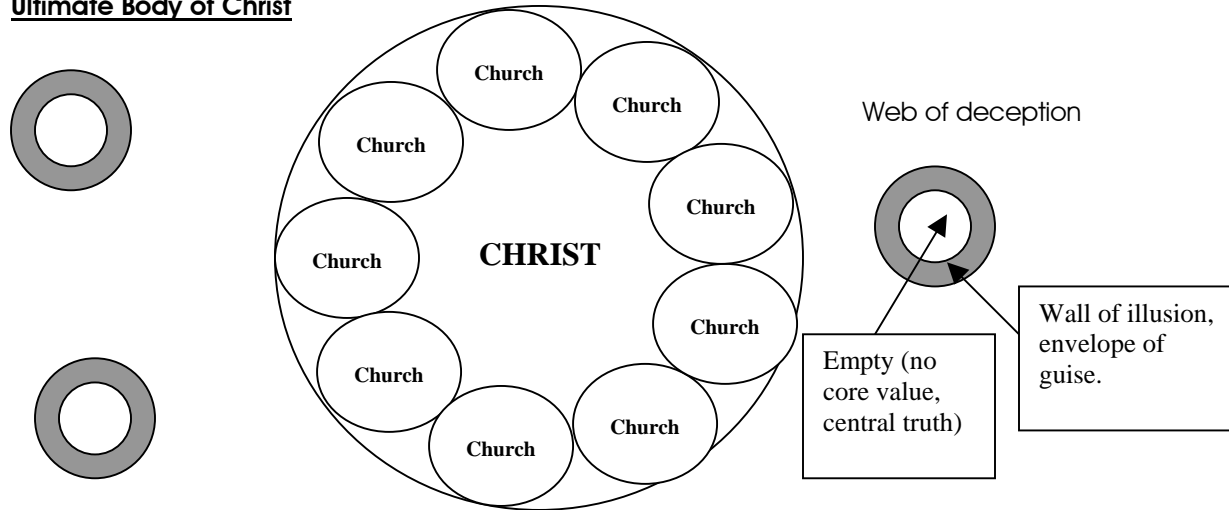 Ultimate Body of Christ
Church
Church
Church
Church
Church
Church
Church
Church
Church
CHRIST
Web of deception
Empty (no
core value,
central truth)
Wall of illusion,
envelope of
guise.